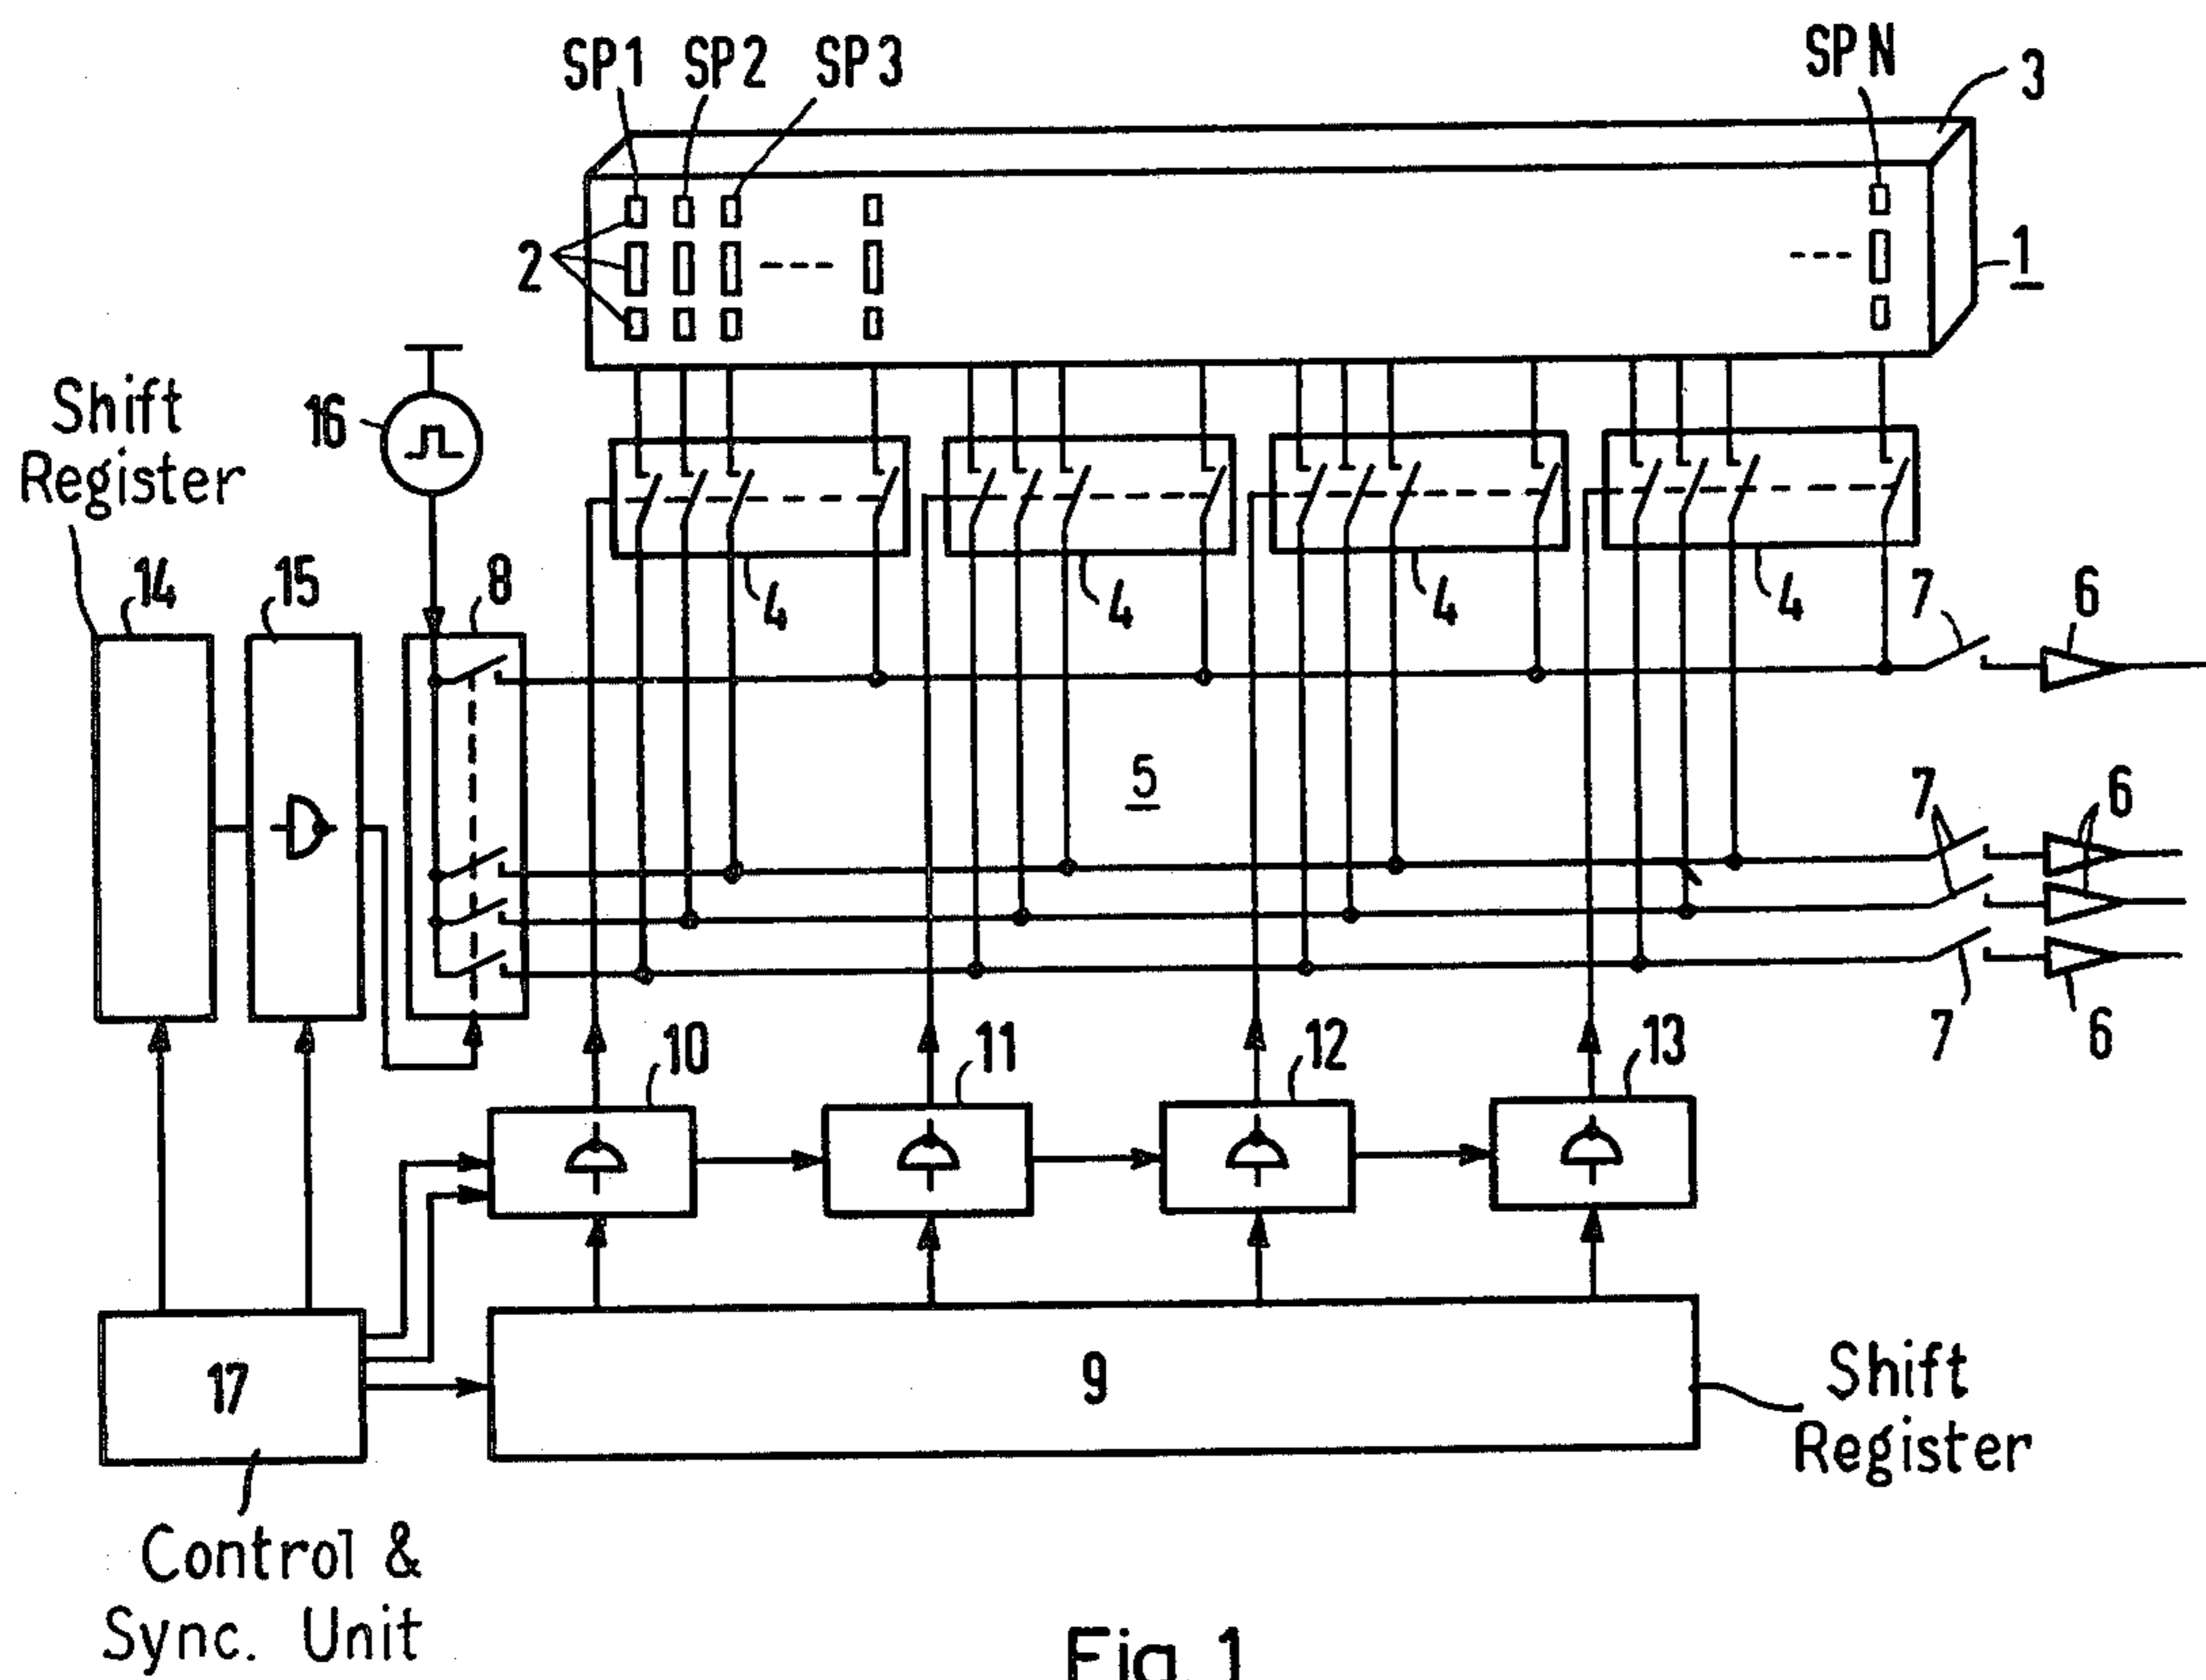 SP1 SP2 SP3 SPN 3
2
1
Shift
Register
16
14 15 8
4 4 4 4
7 6
5
7 6
7 6
10 11 12 13
17
9
Shift
Register
Control &
Sync. Unit
Fig. 1